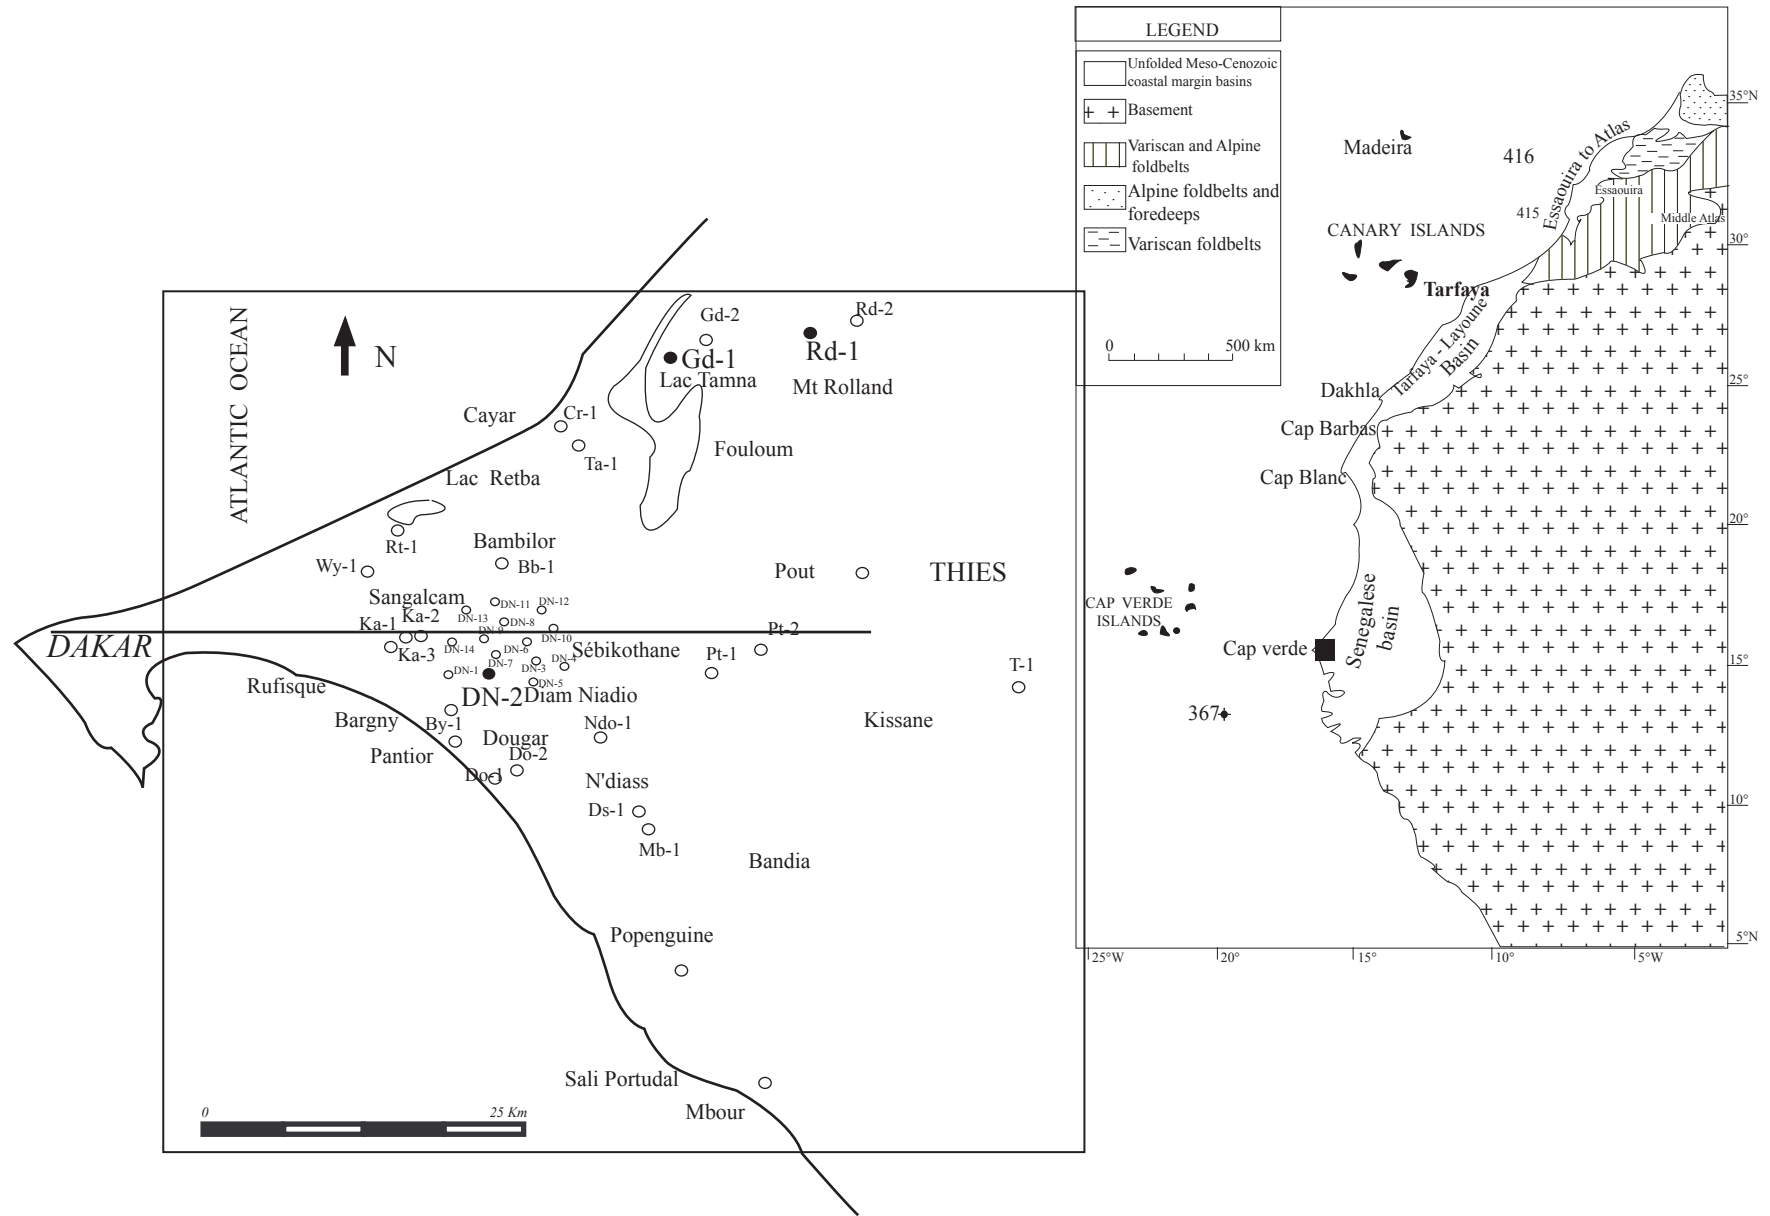 LEGEND
Unfolded Meso-Cenozoic
coastal margin basins
Basement
Variscan and Alpine
foldbelts
Alpine foldbelts and
foredeeps
Variscan foldbelts
0
500 km
35°N
30°
25°
20°
15°
10°
5°N
25°W
20°
15°
10°
5°W
Madeira
416
415
Essaouira to Atlas
Essaouira
Middle Atlas
CANARY ISLANDS
Tarfaya
Tarfaya - Layoune
Basin
Dakhla
Cap Barbas
Cap Blanc
CAP VERDE
ISLANDS
Senegalese
basin
Cap verde
367
ATLANTIC OCEAN
N
Gd-2
Rd-2
Gd-1
Rd-1
Lac Tamna
Mt Rolland
Cayar
Cr-1
Ta-1
Fouloum
Lac Retba
Rt-1
Bambilor
Wy-1
Bb-1
Pout
THIES
Sangalcam
DN-11
DN-12
Ka-1
Ka-2
DN-13
DN-8
DN-9
DN-10
Pt-2
DAKAR
Ka-3
DN-14
DN-6
Sébikothane
Pt-1
T-1
DN-1
DN-7
DN-3
DN-4
DN-5
Rufisque
DN-2
Diam Niadio
Bargny
By-1
Ndo-1
Kissane
Pantior
Dougar
Do-2
Do-1
N'diass
Ds-1
Mb-1
Bandia
Popenguine
Sali Portudal
Mbour
0
25 Km